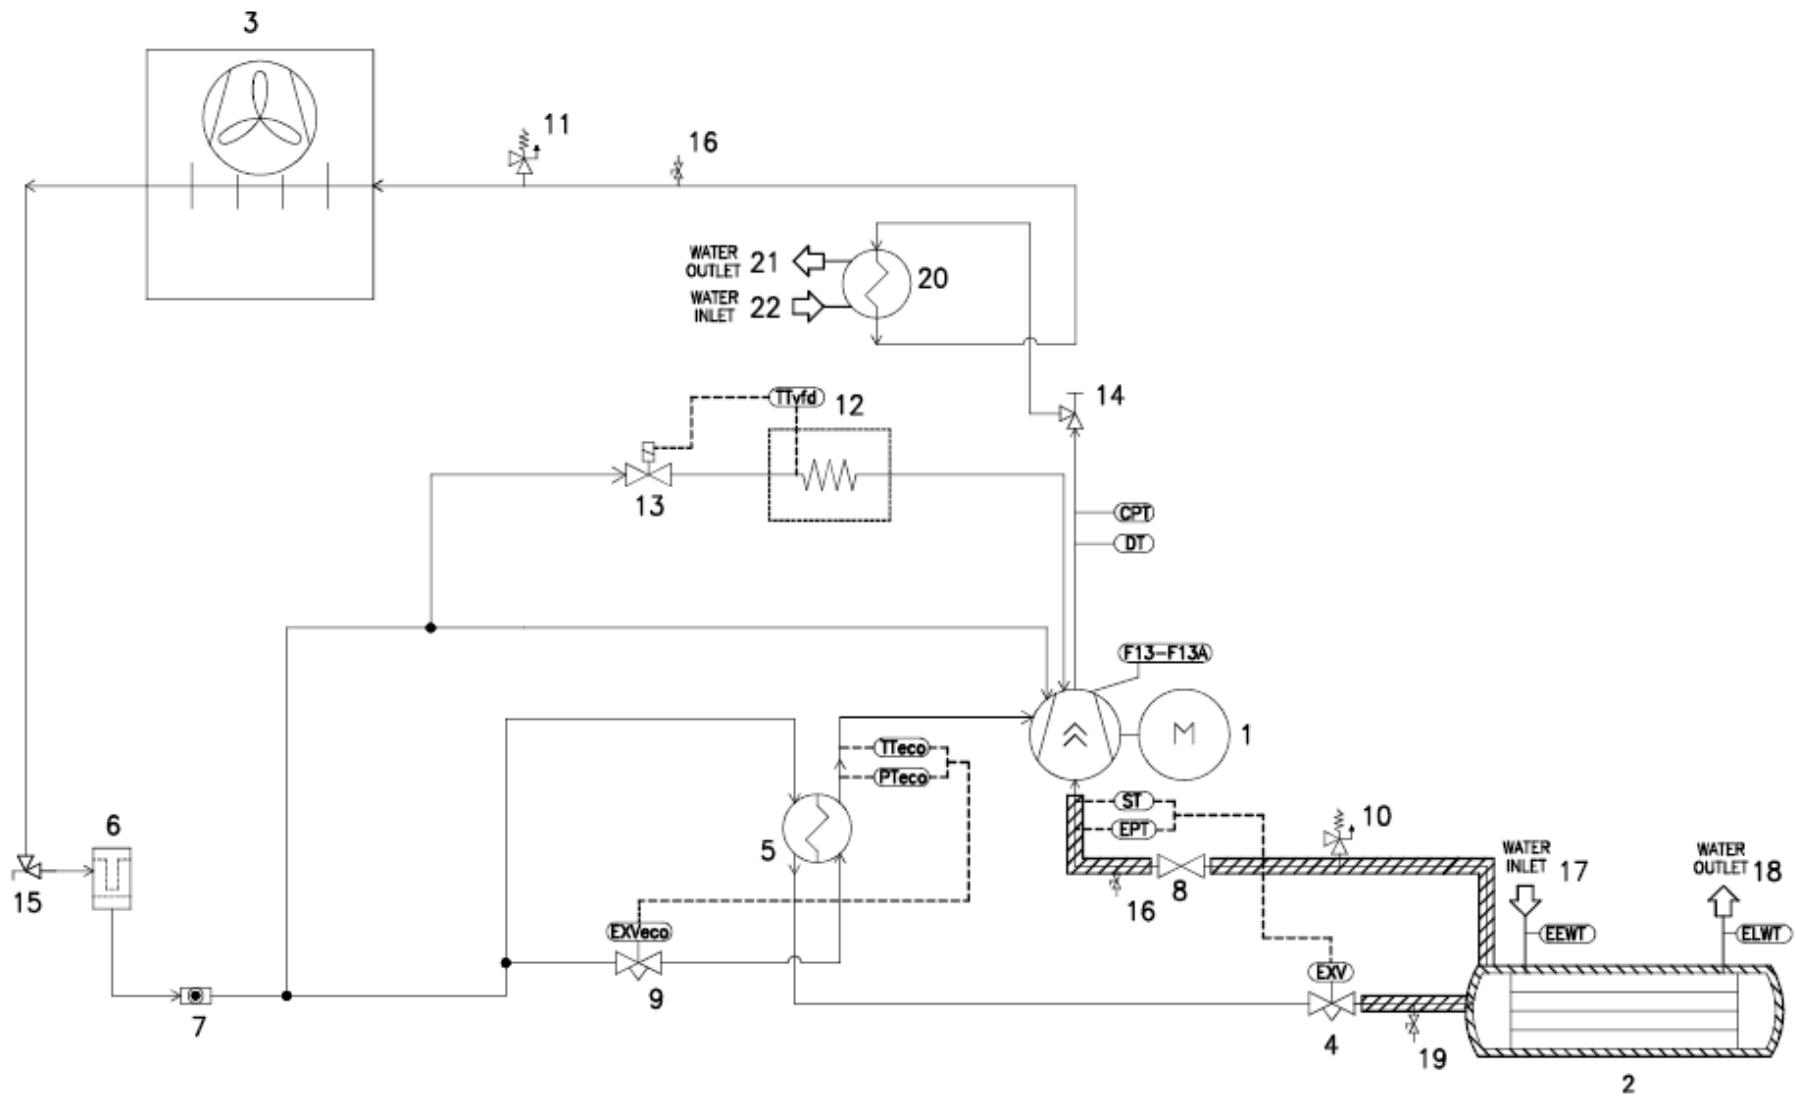 3
11
16
WATER
OUTLET 21
20
WATER
INLET 22
14
TTvfd 12
13
CPT
DT
F13-F13A
M 1
TTeco
PTeco
ST
EPT
10
6
5
WATER
INLET 17
WATER
OUTLET 18
8
15
16
EXVeco
EEWT
ELWT
EXV
9
7
4
19
2